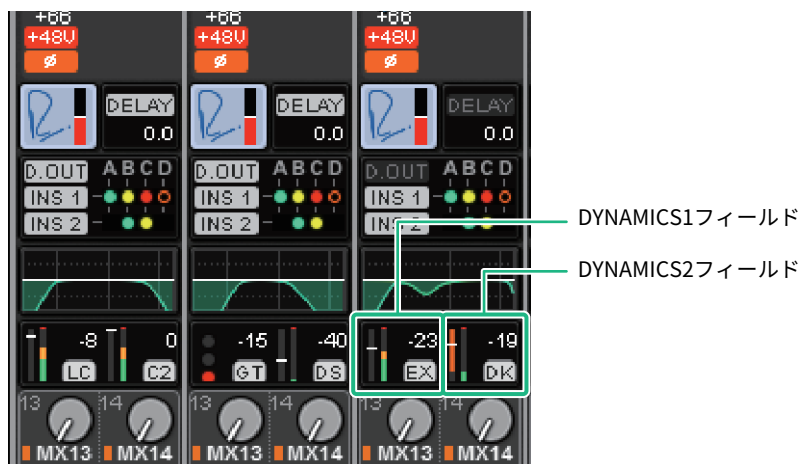 +66 +66 +66
+48V +48V +48V
Ø Ø Ø
DELAY DELAY DELAY
0.0 0.0 0.0
D.OUT A B C D D.OUT A B C D D.OUT A B C D
INS 1 INS 1 INS 1
INS 2 INS 2 INS 2
DYNAMICS1フィールド
DYNAMICS2フィールド
-8 0 -15 -40 -23 -19
LC C2 GT DS EX DK
13 14 13 14 13 14
MX13 MX14 MX13 MX14 MX13 MX14